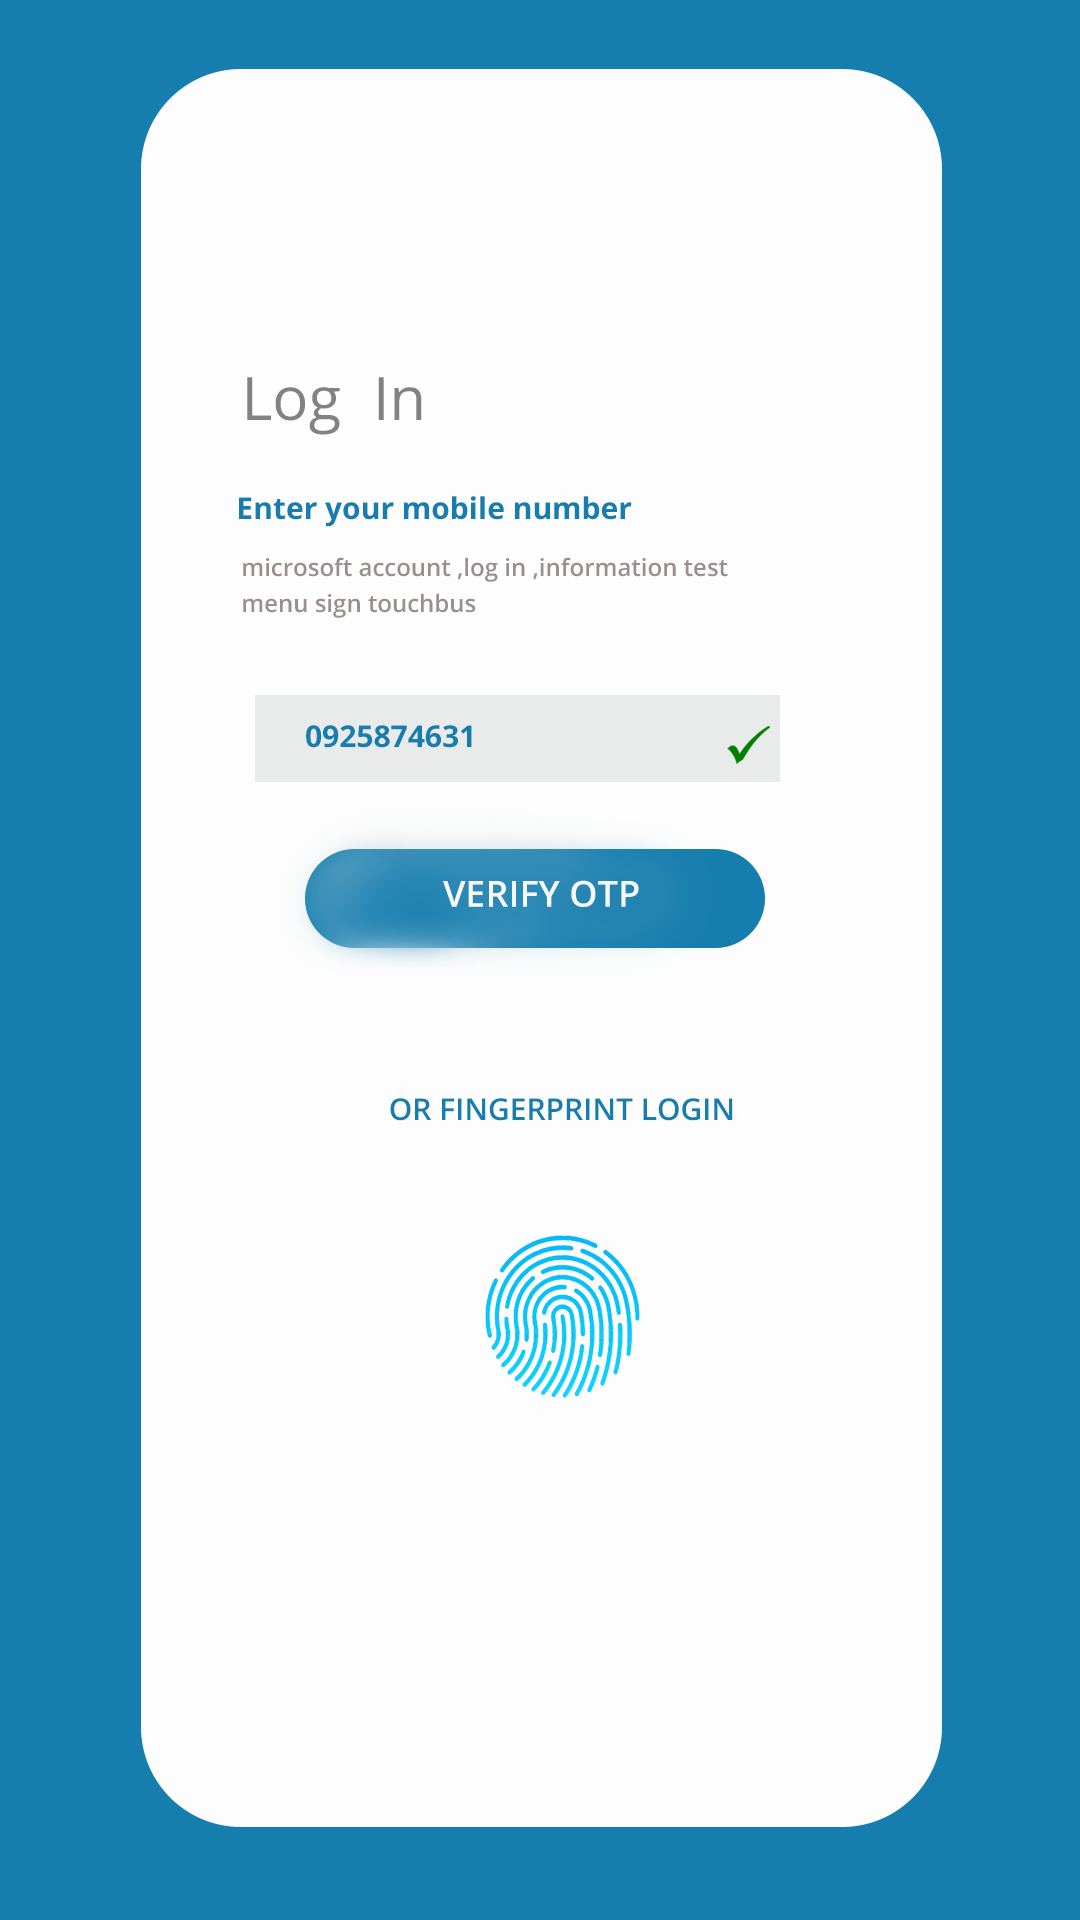 Log In
Enter your mobile number
microsoft account ,log in ,information test
menu sign touchbus
0925874631
VERIFY OTP
OR FINGERPRINT LOGIN